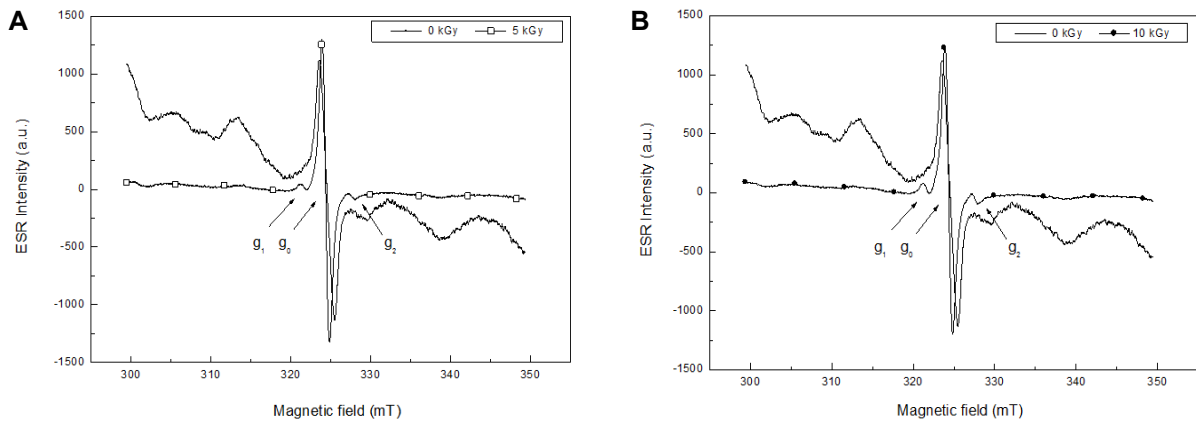 A
ESR Intensity (a.u.)
1500
1000
500
0
-500
-1000
-1500
0 kGy 5 kGy
g1 g0 g2
300 310 320 330 340 350
Magnetic field (mT)
B
ESR Intensity (a.u.)
1500
1000
500
0
-500
-1000
-1500
0 kGy 10 kGy
g1 g0 g2
300 310 320 330 340 350
Magnetic field (mT)